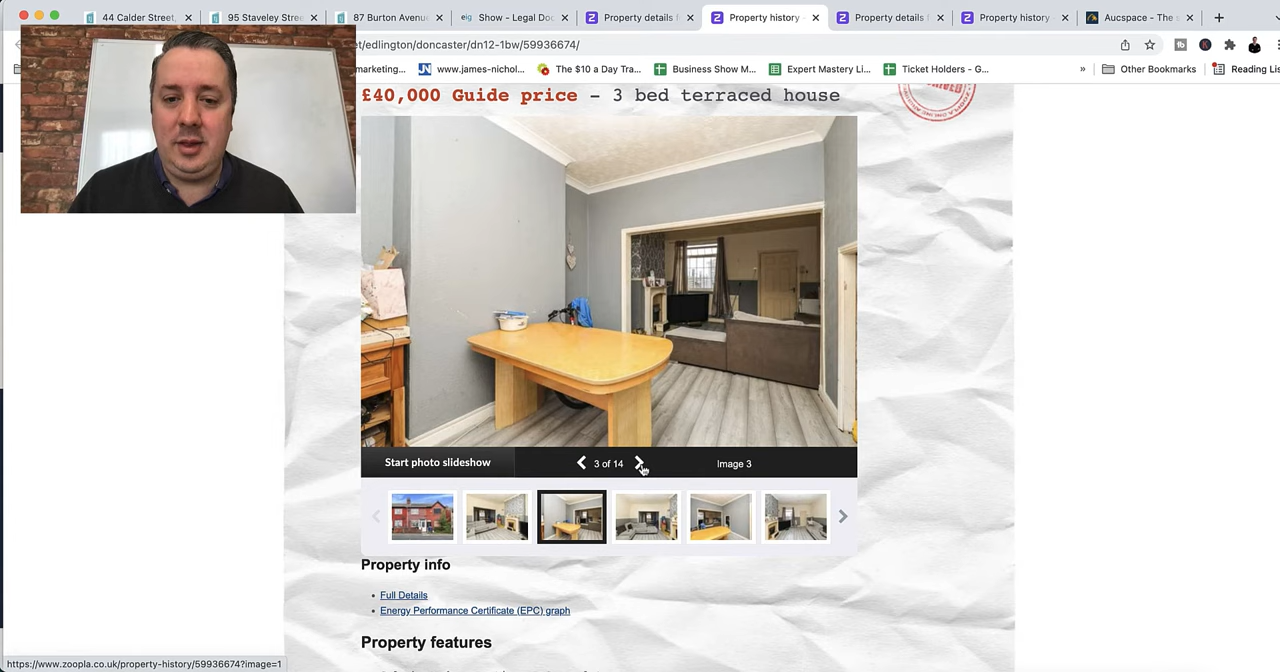 44 Calder Street,
95 Staveley Stree
87 Burton Avenue
eig Show - Legal Doc
Property details f
Property history -
Property details f
Property history -
Aucspace - The s
et/edlington/doncaster/dn12-1bw/59936674/
marketing...
www.james-nichol...
The $10 a Day Tra...
Business Show M...
Expert Mastery Li...
Ticket Holders - G...
»
Other Bookmarks
Reading Lis
£40,000 Guide price - 3 bed terraced house
Start photo slideshow
3 of 14
Image 3
Property info
• Full Details
• Energy Performance Certificate (EPC) graph
Property features
https://www.zoopla.co.uk/property-history/59936674?image=1